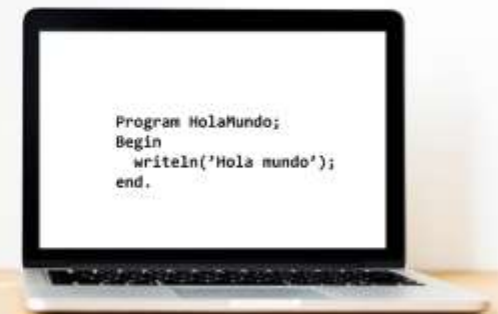 Program HolaMundo;
Begin
  writeln('Hola mundo’);
end.